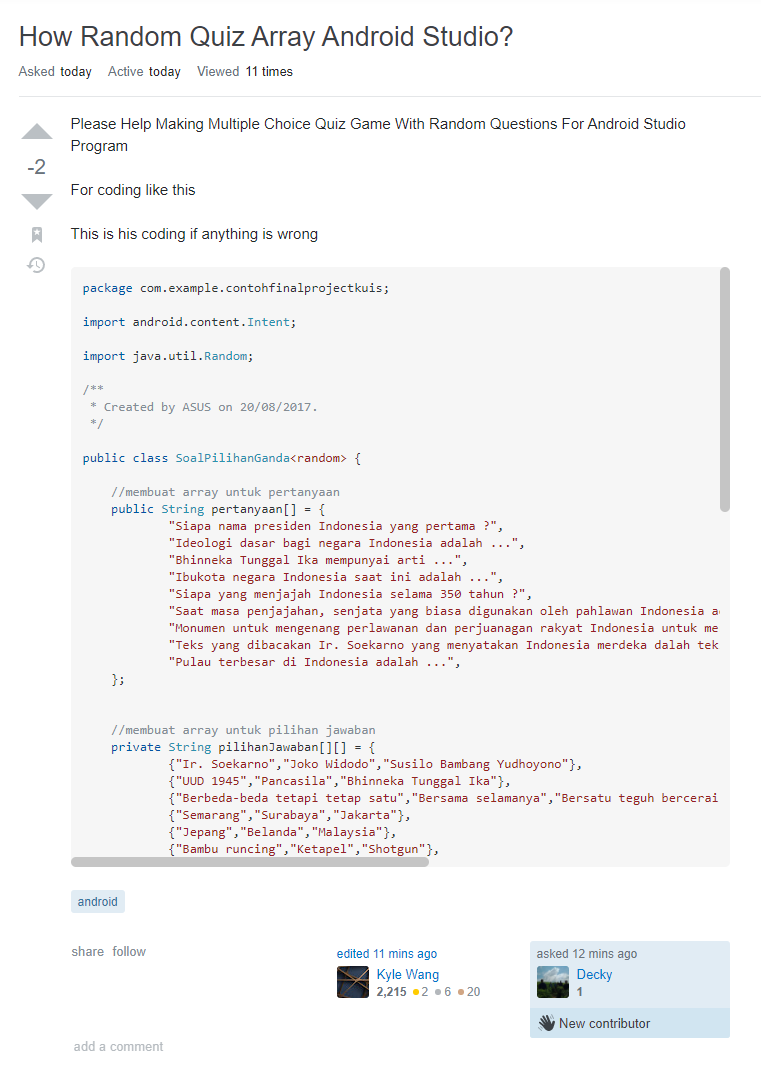 How Random Quiz Array Android Studio?
Asked today Active today Viewed 11 times
Please Help Making Multiple Choice Quiz Game With Random Questions For Android Studio
Program
-2
For coding like this
This is his coding if anything is wrong
package com.example.contohfinalprojectkuis;
import android.content.Intent;
import java.util.Random;
/**
* Created by ASUS on 20/08/2017.
*/
public class SoalPilihanGanda<random> {
//membuat array untuk pertanyaan
public String pertanyaan[] = {
"Siapa nama presiden Indonesia yang pertama ?",
"Ideologi dasar bagi negara Indonesia adalah ...",
"Bhinneka Tunggal Ika mempunyai arti ...",
"Ibukota negara Indonesia saat ini adalah ...",
"Siapa yang menjajah Indonesia selama 350 tahun ?",
"Saat masa penjajahan, senjata yang biasa digunakan oleh pahlawan Indonesia a
"Monumen untuk mengenang perlawanan dan perjuanagan rakyat Indonesia untuk me
"Teks yang dibacakan Ir. Soekarno yang menyatakan Indonesia merdeka dalah tek
"Pulau terbesar di Indonesia adalah ...",
};
//membuat array untuk pilihan jawaban
private String pilihanJawaban[][] = {
{"Ir. Soekarno","Joko Widodo","Susilo Bambang Yudhoyono"},
{"UUD 1945","Pancasila","Bhinneka Tunggal Ika"},
{"Berbeda-beda tetapi tetap satu","Bersama selamanya","Bersatu teguh bercerai
{"Semarang","Surabaya","Jakarta"},
{"Jepang","Belanda","Malaysia"},
{"Bambu runcing","Ketapel","Shotgun"},
android
share follow
edited 11 mins ago
Kyle Wang
2,215 2 6 20
asked 12 mins ago
Decky
1
New contributor
add a comment